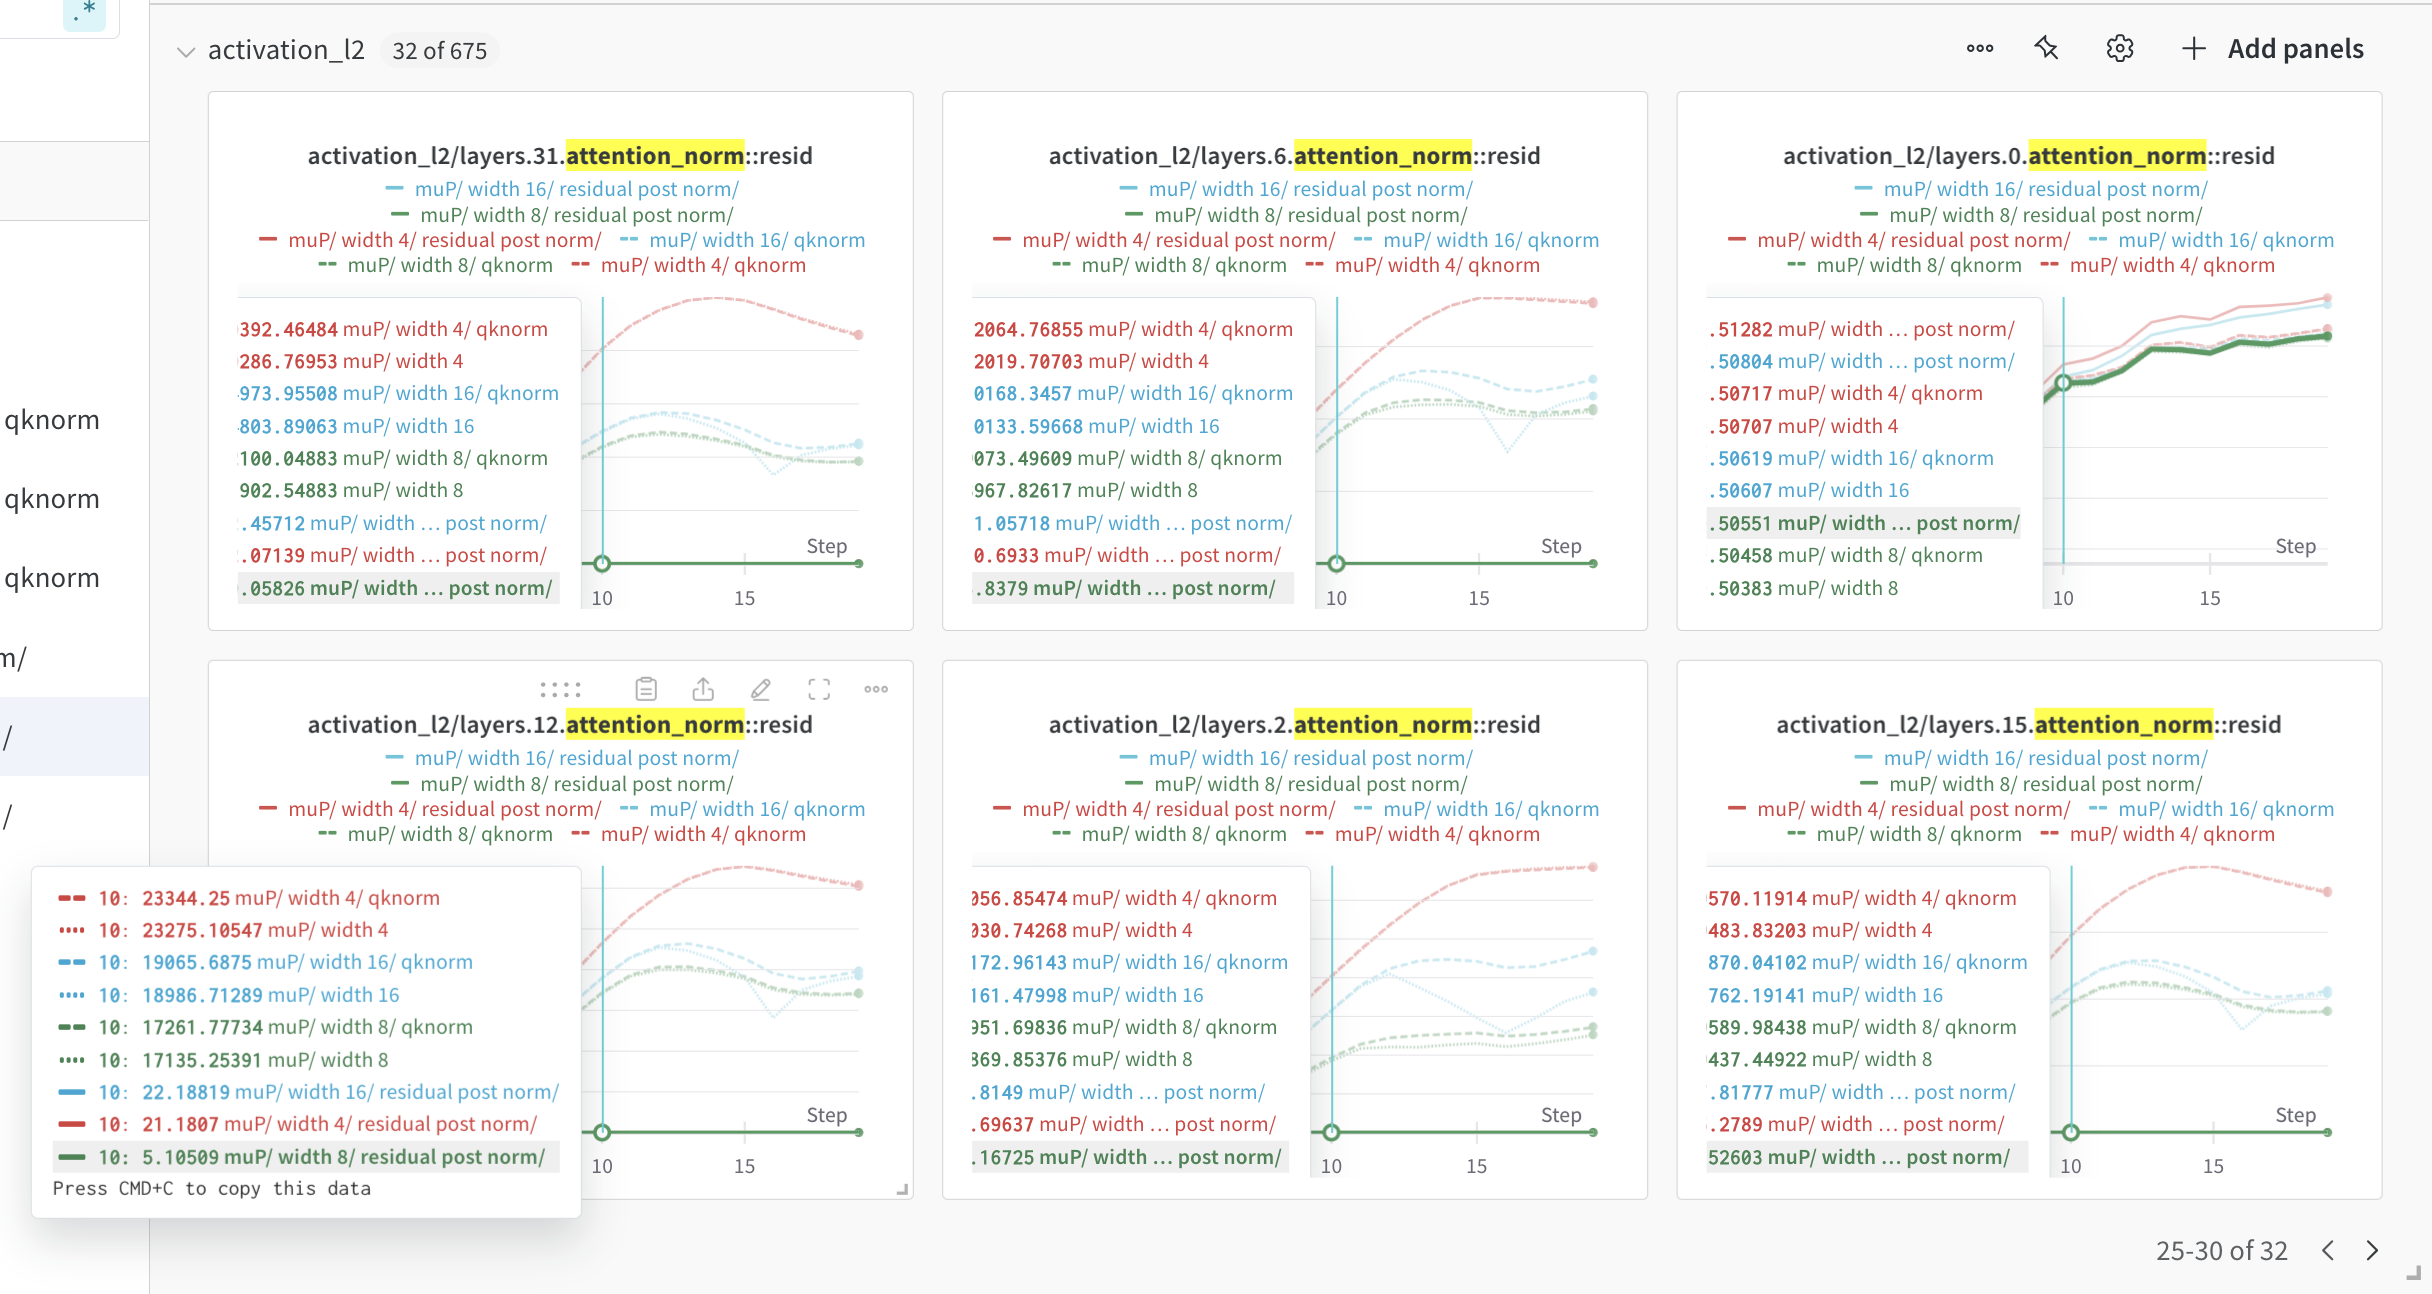 .*
activation_l2 32 of 675
Add panels
qknorm
qknorm
qknorm
m/
/
/
activation_l2/layers.31.attention_norm::resid
muP/ width 16/ residual post norm/
muP/ width 8/ residual post norm/
muP/ width 4/ residual post norm/ muP/ width 16/ qknorm
muP/ width 8/ qknorm muP/ width 4/ qknorm
392.46484 muP/ width 4/ qknorm
286.76953 muP/ width 4
973.95508 muP/ width 16/ qknorm
803.89063 muP/ width 16
100.04883 muP/ width 8/ qknorm
902.54883 muP/ width 8
.45712 muP/ width ... post norm/
.07139 muP/ width ... post norm/
.05826 muP/ width ... post norm/
Step
10 15
activation_l2/layers.6.attention_norm::resid
muP/ width 16/ residual post norm/
muP/ width 8/ residual post norm/
muP/ width 4/ residual post norm/ muP/ width 16/ qknorm
muP/ width 8/ qknorm muP/ width 4/ qknorm
2064.76855 muP/ width 4/ qknorm
2019.70703 muP/ width 4
0168.3457 muP/ width 16/ qknorm
0133.59668 muP/ width 16
073.49609 muP/ width 8/ qknorm
967.82617 muP/ width 8
1.05718 muP/ width ... post norm/
0.6933 muP/ width ... post norm/
.8379 muP/ width ... post norm/
Step
10 15
activation_l2/layers.0.attention_norm::resid
muP/ width 16/ residual post norm/
muP/ width 8/ residual post norm/
muP/ width 4/ residual post norm/ muP/ width 16/ qknorm
muP/ width 8/ qknorm muP/ width 4/ qknorm
.51282 muP/ width ... post norm/
.50804 muP/ width ... post norm/
.50717 muP/ width 4/ qknorm
.50707 muP/ width 4
.50619 muP/ width 16/ qknorm
.50607 muP/ width 16
.50551 muP/ width ... post norm/
.50458 muP/ width 8/ qknorm
.50383 muP/ width 8
Step
10 15
activation_l2/layers.12.attention_norm::resid
muP/ width 16/ residual post norm/
muP/ width 8/ residual post norm/
muP/ width 4/ residual post norm/ muP/ width 16/ qknorm
muP/ width 8/ qknorm muP/ width 4/ qknorm
10: 23344.25 muP/ width 4/ qknorm
10: 23275.10547 muP/ width 4
10: 19065.6875 muP/ width 16/ qknorm
10: 18986.71289 muP/ width 16
10: 17261.77734 muP/ width 8/ qknorm
10: 17135.25391 muP/ width 8
10: 22.18819 muP/ width 16/ residual post norm/
10: 21.1807 muP/ width 4/ residual post norm/
10: 5.10509 muP/ width 8/ residual post norm/
Press CMD+C to copy this data
Step
10 15
activation_l2/layers.2.attention_norm::resid
muP/ width 16/ residual post norm/
muP/ width 8/ residual post norm/
muP/ width 4/ residual post norm/ muP/ width 16/ qknorm
muP/ width 8/ qknorm muP/ width 4/ qknorm
056.85474 muP/ width 4/ qknorm
030.74268 muP/ width 4
172.96143 muP/ width 16/ qknorm
161.47998 muP/ width 16
951.69836 muP/ width 8/ qknorm
869.85376 muP/ width 8
.8149 muP/ width ... post norm/
.69637 muP/ width ... post norm/
.16725 muP/ width ... post norm/
Step
10 15
activation_l2/layers.15.attention_norm::resid
muP/ width 16/ residual post norm/
muP/ width 8/ residual post norm/
muP/ width 4/ residual post norm/ muP/ width 16/ qknorm
muP/ width 8/ qknorm muP/ width 4/ qknorm
570.11914 muP/ width 4/ qknorm
483.83203 muP/ width 4
870.04102 muP/ width 16/ qknorm
762.19141 muP/ width 16
589.98438 muP/ width 8/ qknorm
437.44922 muP/ width 8
.81777 muP/ width ... post norm/
.2789 muP/ width ... post norm/
52603 muP/ width ... post norm/
Step
10 15
25-30 of 32